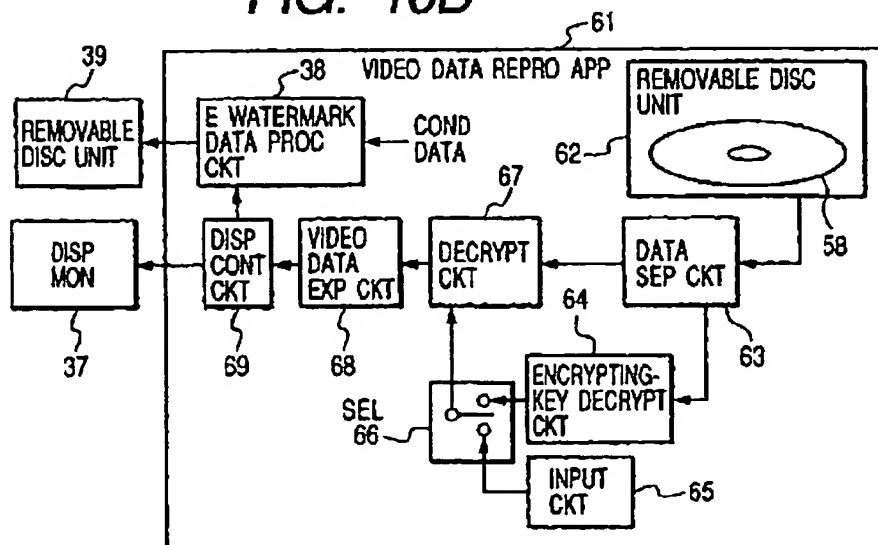 61
39
38
VIDEO DATA REPRO APP
REMOVABLE DISC UNIT
E WATERMARK
DATA PROC
CKT
COND
DATA
REMOVABLE DISC
UNIT
62
58
67
DISP
MON
37
DISP
CONT
CKT
69
VIDEO
DATA
EXP CKT
68
DECRYPT
CKT
DATA
SEP CKT
63
64
ENCRYPTING-
KEY DECRYPT
CKT
SEL
66
INPUT
CKT
65